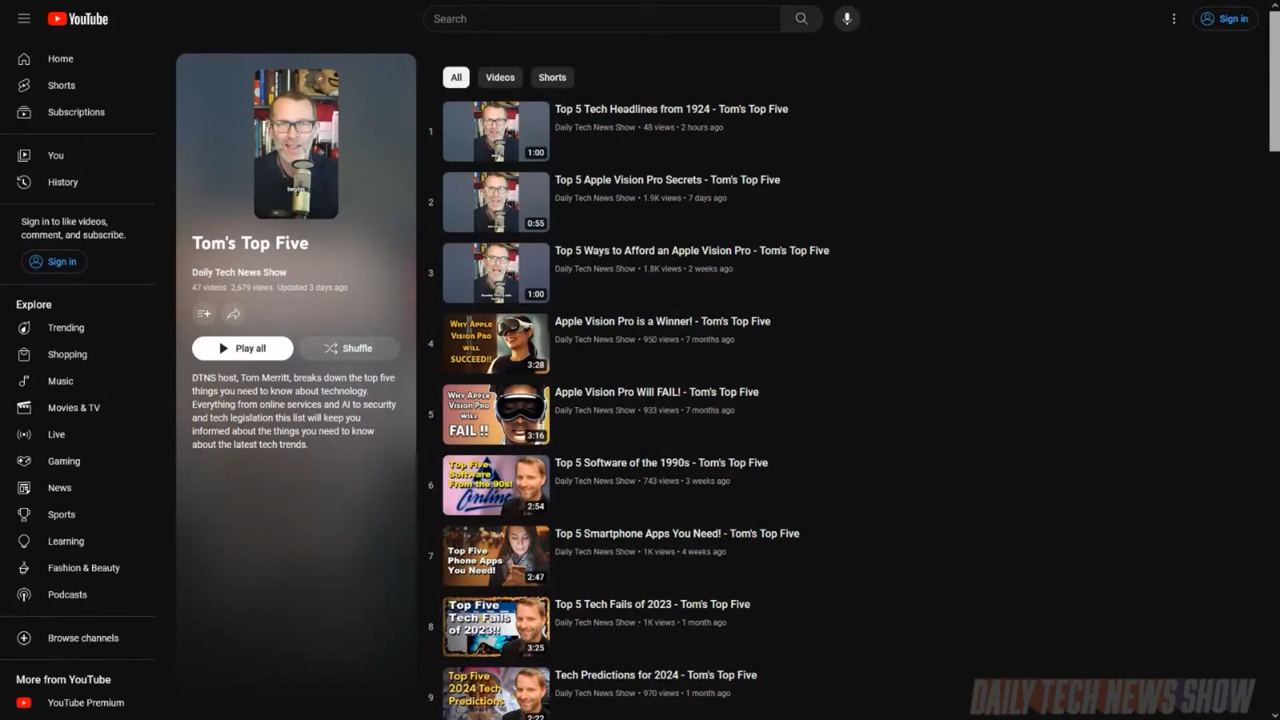 YouTube
Search
Sign in
Home
Shorts
Subscriptions
You
History
Sign in to like videos,
comment, and subscribe.
Sign in
Explore
Trending
Shopping
Music
Movies & TV
Live
Gaming
News
Sports
Learning
Fashion & Beauty
Podcasts
Browse channels
More from YouTube
YouTube Premium
begins
Tom's Top Five
Daily Tech News Show
47 videos 2,679 views Updated 3 days ago
Play all
Shuffle
DTNS host, Tom Merritt, breaks down the top five
things you need to know about technology.
Everything from online services and AI to security
and tech legislation this list will keep you
informed about the things you need to know
about the latest tech trends.
All
Videos
Shorts
1
1:00
Top 5 Tech Headlines from 1924 - Tom's Top Five
Daily Tech News Show • 48 views • 2 hours ago
2
0:55
Top 5 Apple Vision Pro Secrets - Tom's Top Five
Daily Tech News Show • 1.9K views • 7 days ago
3
1:00
Top 5 Ways to Afford an Apple Vision Pro - Tom's Top Five
Daily Tech News Show • 1.8K views • 2 weeks ago
4
WHY APPLE
VISION PRO
WILL
SUCCEED!!
3:28
Apple Vision Pro is a Winner! - Tom's Top Five
Daily Tech News Show • 950 views • 7 months ago
5
WHY APPLE
VISION PRO
WILL
FAIL !!
3:16
Apple Vision Pro Will FAIL! - Tom's Top Five
Daily Tech News Show • 933 views • 7 months ago
6
Top Five
Software
From the 90s!
Online
2:54
Top 5 Software of the 1990s - Tom's Top Five
Daily Tech News Show • 743 views • 3 weeks ago
7
Top Five
Phone Apps
You Need!
2:47
Top 5 Smartphone Apps You Need! - Tom's Top Five
Daily Tech News Show • 1K views • 4 weeks ago
8
Top Five
Tech Fails
of 2023!!
3:25
Top 5 Tech Fails of 2023 - Tom's Top Five
Daily Tech News Show • 1K views • 1 month ago
9
Top Five
2024 Tech
Predictions
2:22
Tech Predictions for 2024 - Tom's Top Five
Daily Tech News Show • 970 views • 1 month ago
DAILY TECH NEWS SHOW